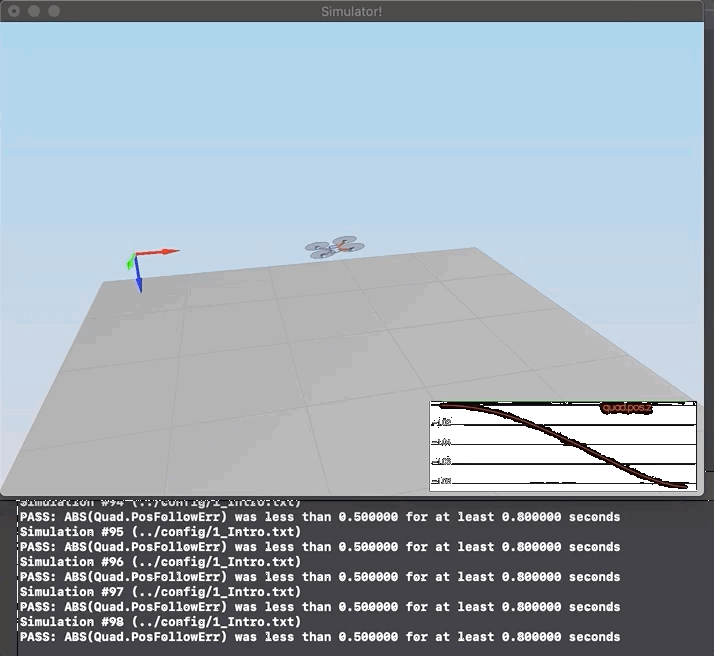 Simulator!
quad.pos.z
Simulation #94 (../config/1_Intro.txt)
PASS: ABS(Quad.PosFollowErr) was less than 0.500000 for at least 0.800000 seconds
Simulation #95 (../config/1_Intro.txt)
PASS: ABS(Quad.PosFollowErr) was less than 0.500000 for at least 0.800000 seconds
Simulation #96 (../config/1_Intro.txt)
PASS: ABS(Quad.PosFollowErr) was less than 0.500000 for at least 0.800000 seconds
Simulation #97 (../config/1_Intro.txt)
PASS: ABS(Quad.PosFollowErr) was less than 0.500000 for at least 0.800000 seconds
Simulation #98 (../config/1_Intro.txt)
PASS: ABS(Quad.PosFollowErr) was less than 0.500000 for at least 0.800000 seconds